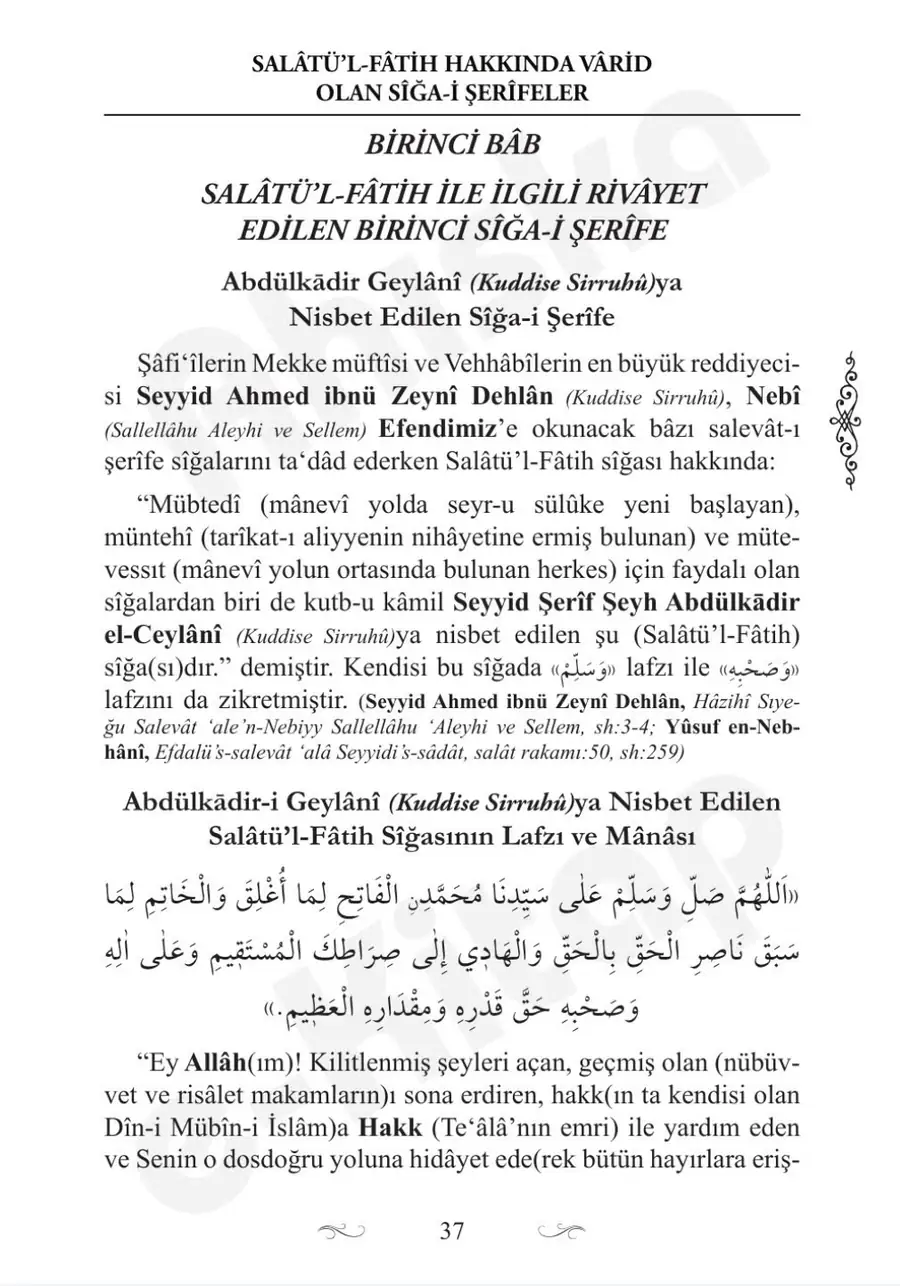 SALÂTÜ’L-FÂTİH HAKKINDA VÂRİD
OLAN SÎĞA-İ ŞERÎFELER
BİRİNCİ BÂB
SALÂTÜ’L-FÂTİH İLE İLGİLİ RİVÂYET
EDİLEN BİRİNCİ SÎĞA-İ ŞERÎFE
Abdülkādir Geylânî (Kuddise Sirruhû)ya
Nisbet Edilen Sîğa-i Şerîfe
Şâfi‘îlerin Mekke müftîsi ve Vehhâbîlerin en büyük reddiyeci-
si Seyyid Ahmed ibnü Zeynî Dehlân (Kuddise Sirruhû), Nebî
(Sallellâhu Aleyhi ve Sellem) Efendimiz’e okunacak bâzı salevât-ı
şerîfe sîğalarını ta‘dâd ederken Salâtü’l-Fâtih sîğası hakkında:
“Mübtedî (mânevî yolda seyr-u sülûke yeni başlayan),
müntehî (tarîkat-ı aliyyenin nihâyetine ermiş bulunan) ve müte-
vessıt (mânevî yolun ortasında bulunan herkes) için faydalı olan
sîğalardan biri de kutb-u kâmil Seyyid Şerîf Şeyh Abdülkādir
el-Ceylânî (Kuddise Sirruhû)ya nisbet edilen şu (Salâtü’l-Fâtih)
sîğa(sı)dır.” demiştir. Kendisi bu sîğada «وَسَلِّمْ» lafzı ile «وَصَحْبِهِ»
lafzını da zikretmiştir. (Seyyid Ahmed ibnü Zeynî Dehlân, Hâzihî Sıye-
ğu Salevât ‘ale’n-Nebiyy Sallellâhu ‘Aleyhi ve Sellem, sh:3-4; Yûsuf en-Neb-
hânî, Efdalü’s-salevât ‘alâ Seyyidi’s-sâdât, salât rakamı:50, sh:259)
Abdülkādir-i Geylânî (Kuddise Sirruhû)ya Nisbet Edilen
Salâtü’l-Fâtih Sîğasının Lafzı ve Mânâsı
«اَللّٰهُمَّ صَلِّ وَسَلِّمْ عَلٰى سَيِّدِنَا مُحَمَّدِنِ الْفَاتِحِ لِمَا أُغْلِقَ وَالْخَاتِمِ لِمَا
سَبَقَ نَاصِرِ الْحَقِّ بِالْحَقِّ وَالْهَادِي إِلٰى صِرَاطِكَ الْمُسْتَقِيمِ وَعَلٰى اٰلِهِ
وَصَحْبِهِ حَقَّ قَدْرِهِ وَمِقْدَارِهِ الْعَظِيمِ.»
“Ey Allâh(ım)! Kilitlenmiş şeyleri açan, geçmiş olan (nübüv-
vet ve risâlet makamların)ı sona erdiren, hakk(ın ta kendisi olan
Dîn-i Mübîn-i İslâm)a Hakk (Te‘âlâ’nın emri) ile yardım eden
ve Senin o dosdoğru yoluna hidâyet ede(rek bütün hayırlara eriş-
37